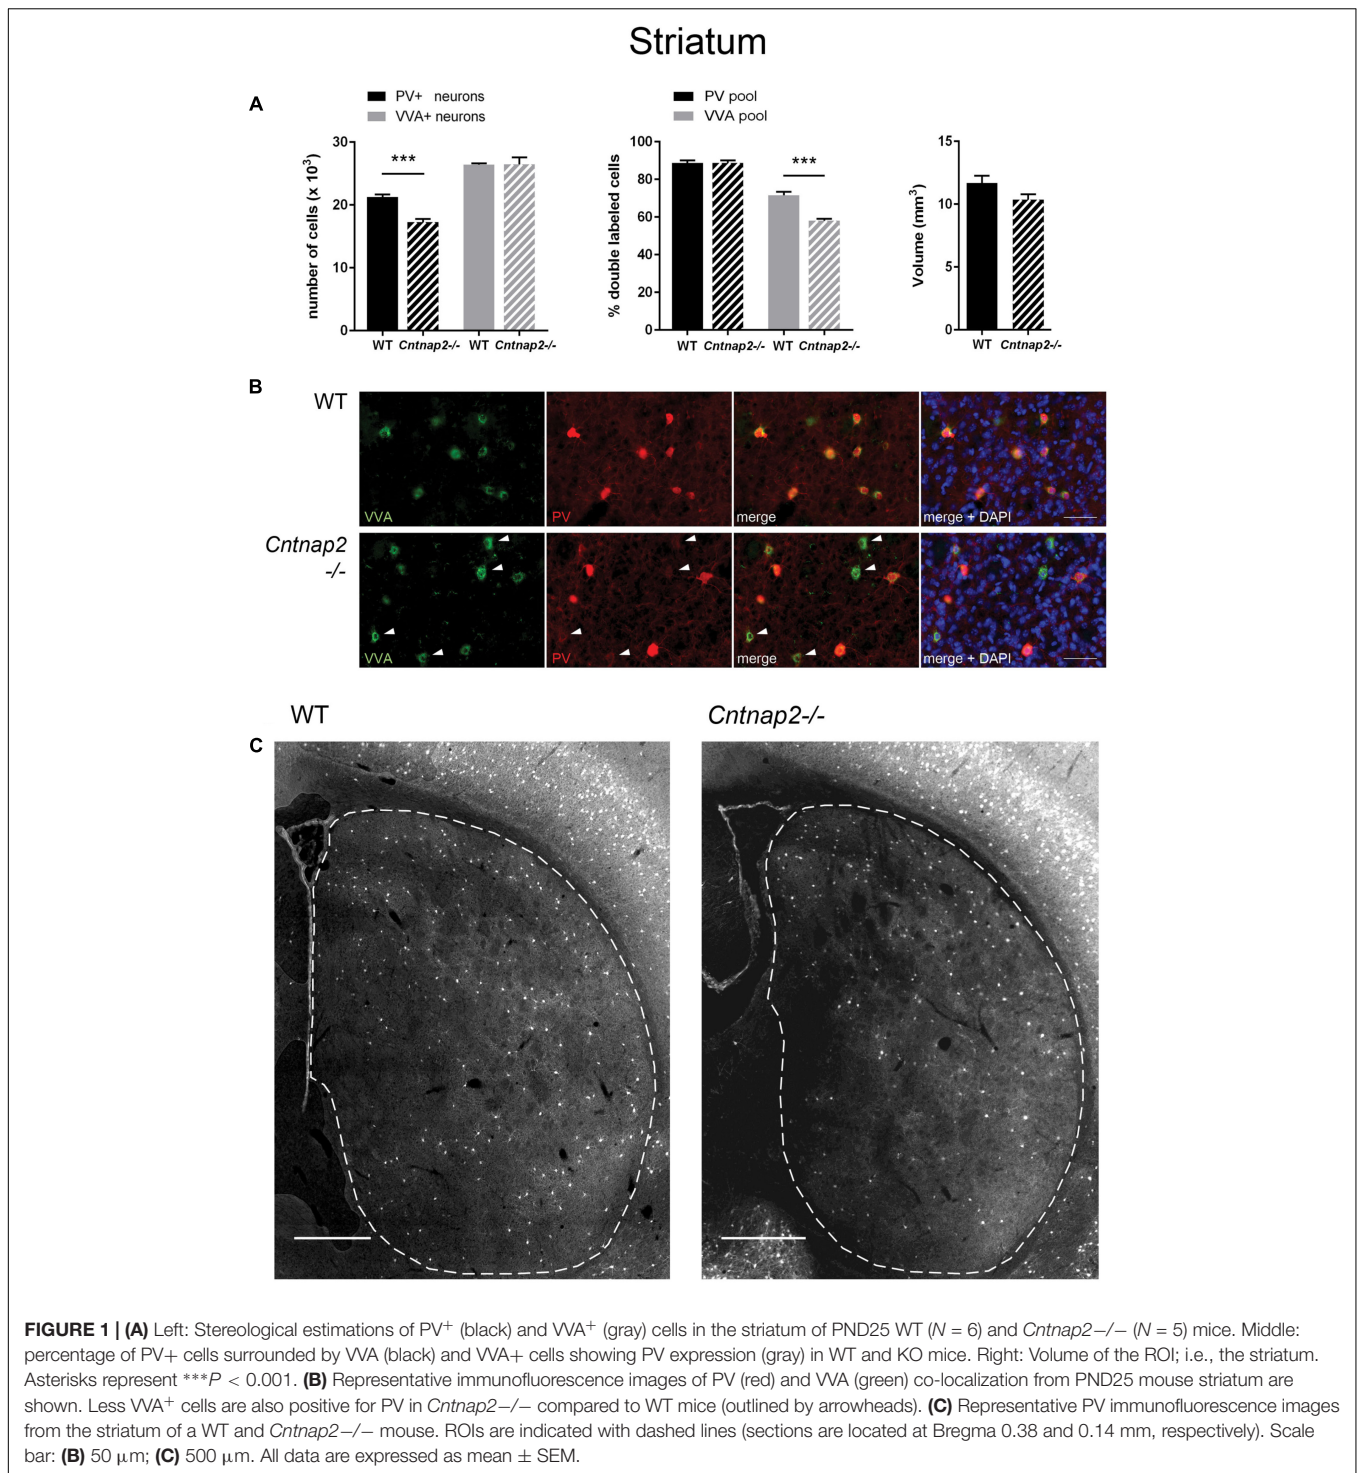 Striatum
A
PV+ neurons
VVA+ neurons
number of cells (x 10³)
30
20
10
0
***
WT Cntnap2-/- WT Cntnap2-/-
PV pool
VVA pool
% double labeled cells
100
80
60
40
20
0
***
WT Cntnap2-/- WT Cntnap2-/-
Volume (mm³)
15
10
5
0
WT Cntnap2-/-
B
WT
VVA
PV
merge
merge + DAPI
Cntnap2
-/-
VVA
PV
merge
merge + DAPI
WT
Cntnap2-/-
C
FIGURE 1 | (A) Left: Stereological estimations of PV⁺ (black) and VVA⁺ (gray) cells in the striatum of PND25 WT (N = 6) and Cntnap2−/− (N = 5) mice. Middle:
percentage of PV+ cells surrounded by VVA (black) and VVA+ cells showing PV expression (gray) in WT and KO mice. Right: Volume of the ROI; i.e., the striatum.
Asterisks represent ***P < 0.001. (B) Representative immunofluorescence images of PV (red) and VVA (green) co-localization from PND25 mouse striatum are
shown. Less VVA⁺ cells are also positive for PV in Cntnap2−/− compared to WT mice (outlined by arrowheads). (C) Representative PV immunofluorescence images
from the striatum of a WT and Cntnap2−/− mouse. ROIs are indicated with dashed lines (sections are located at Bregma 0.38 and 0.14 mm, respectively). Scale
bar: (B) 50 μm; (C) 500 μm. All data are expressed as mean ± SEM.